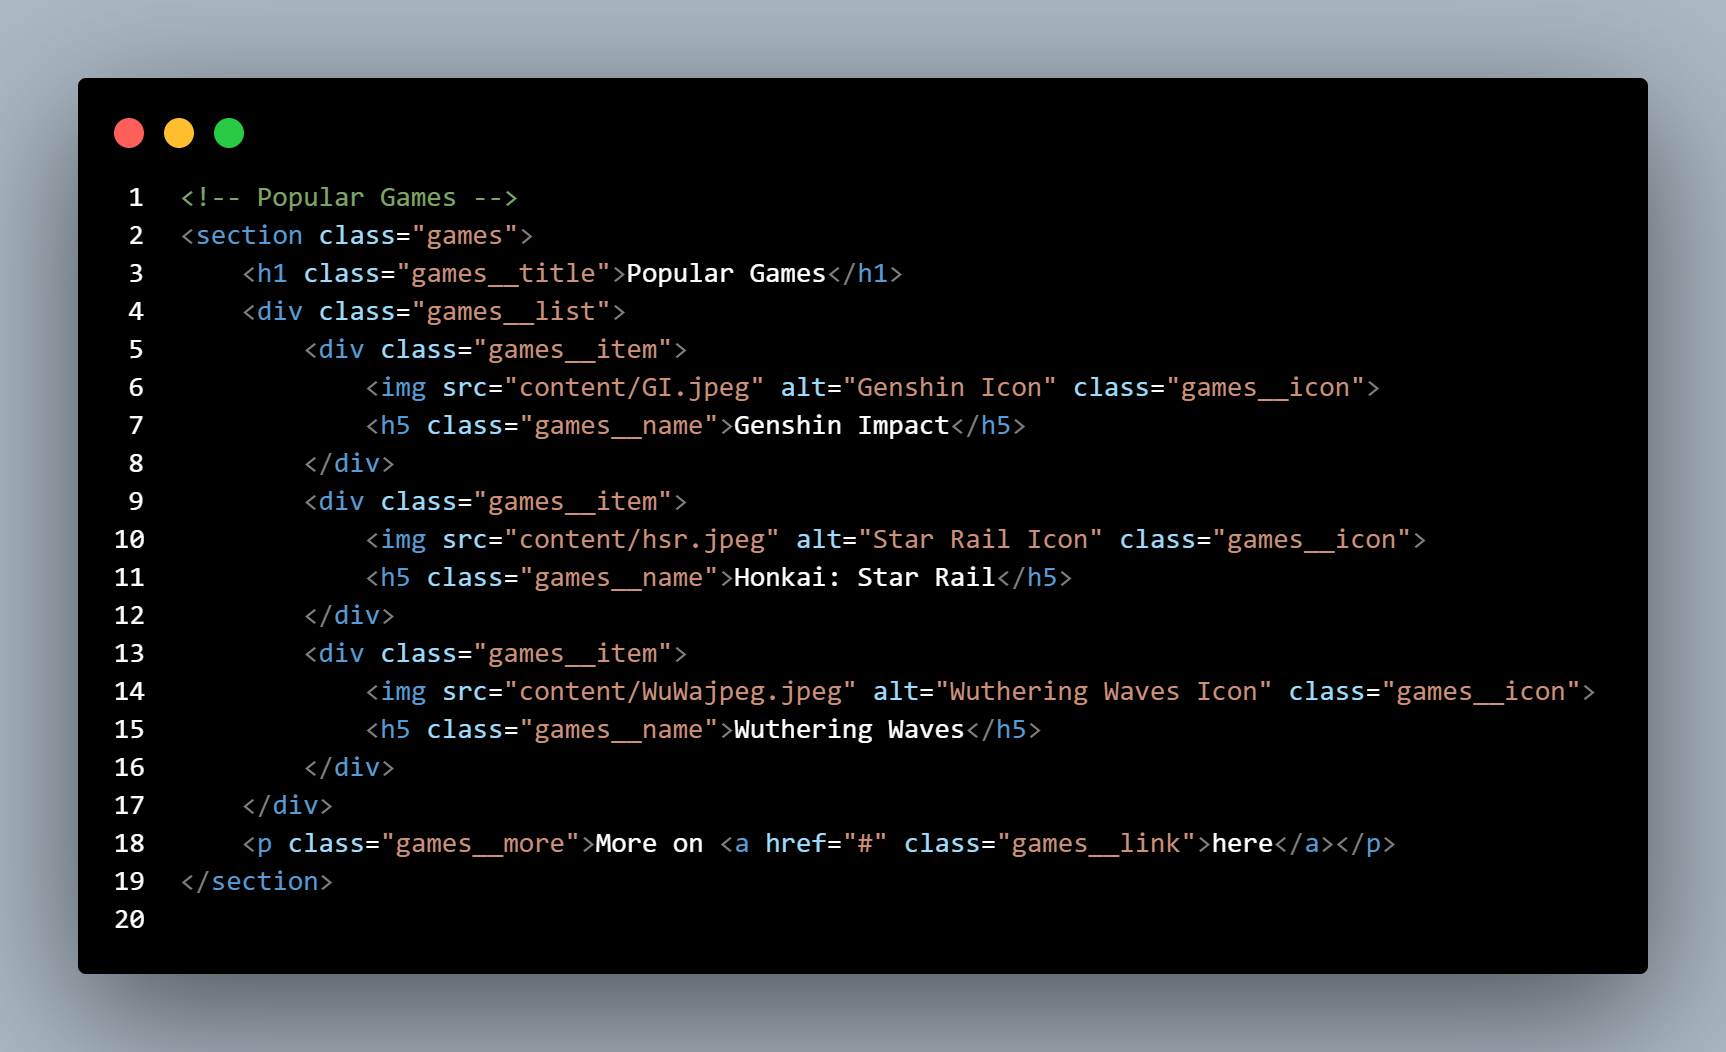 1 <!-- Popular Games -->
2 <section class="games">
3     <h1 class="games__title">Popular Games</h1>
4     <div class="games__list">
5         <div class="games__item">
6             <img src="content/GI.jpeg" alt="Genshin Icon" class="games__icon">
7             <h5 class="games__name">Genshin Impact</h5>
8         </div>
9         <div class="games__item">
10             <img src="content/hsr.jpeg" alt="Star Rail Icon" class="games__icon">
11             <h5 class="games__name">Honkai: Star Rail</h5>
12         </div>
13         <div class="games__item">
14             <img src="content/WuWajpeg.jpeg" alt="Wuthering Waves Icon" class="games__icon">
15             <h5 class="games__name">Wuthering Waves</h5>
16         </div>
17     </div>
18     <p class="games__more">More on <a href="#" class="games__link">here</a></p>
19 </section>
20